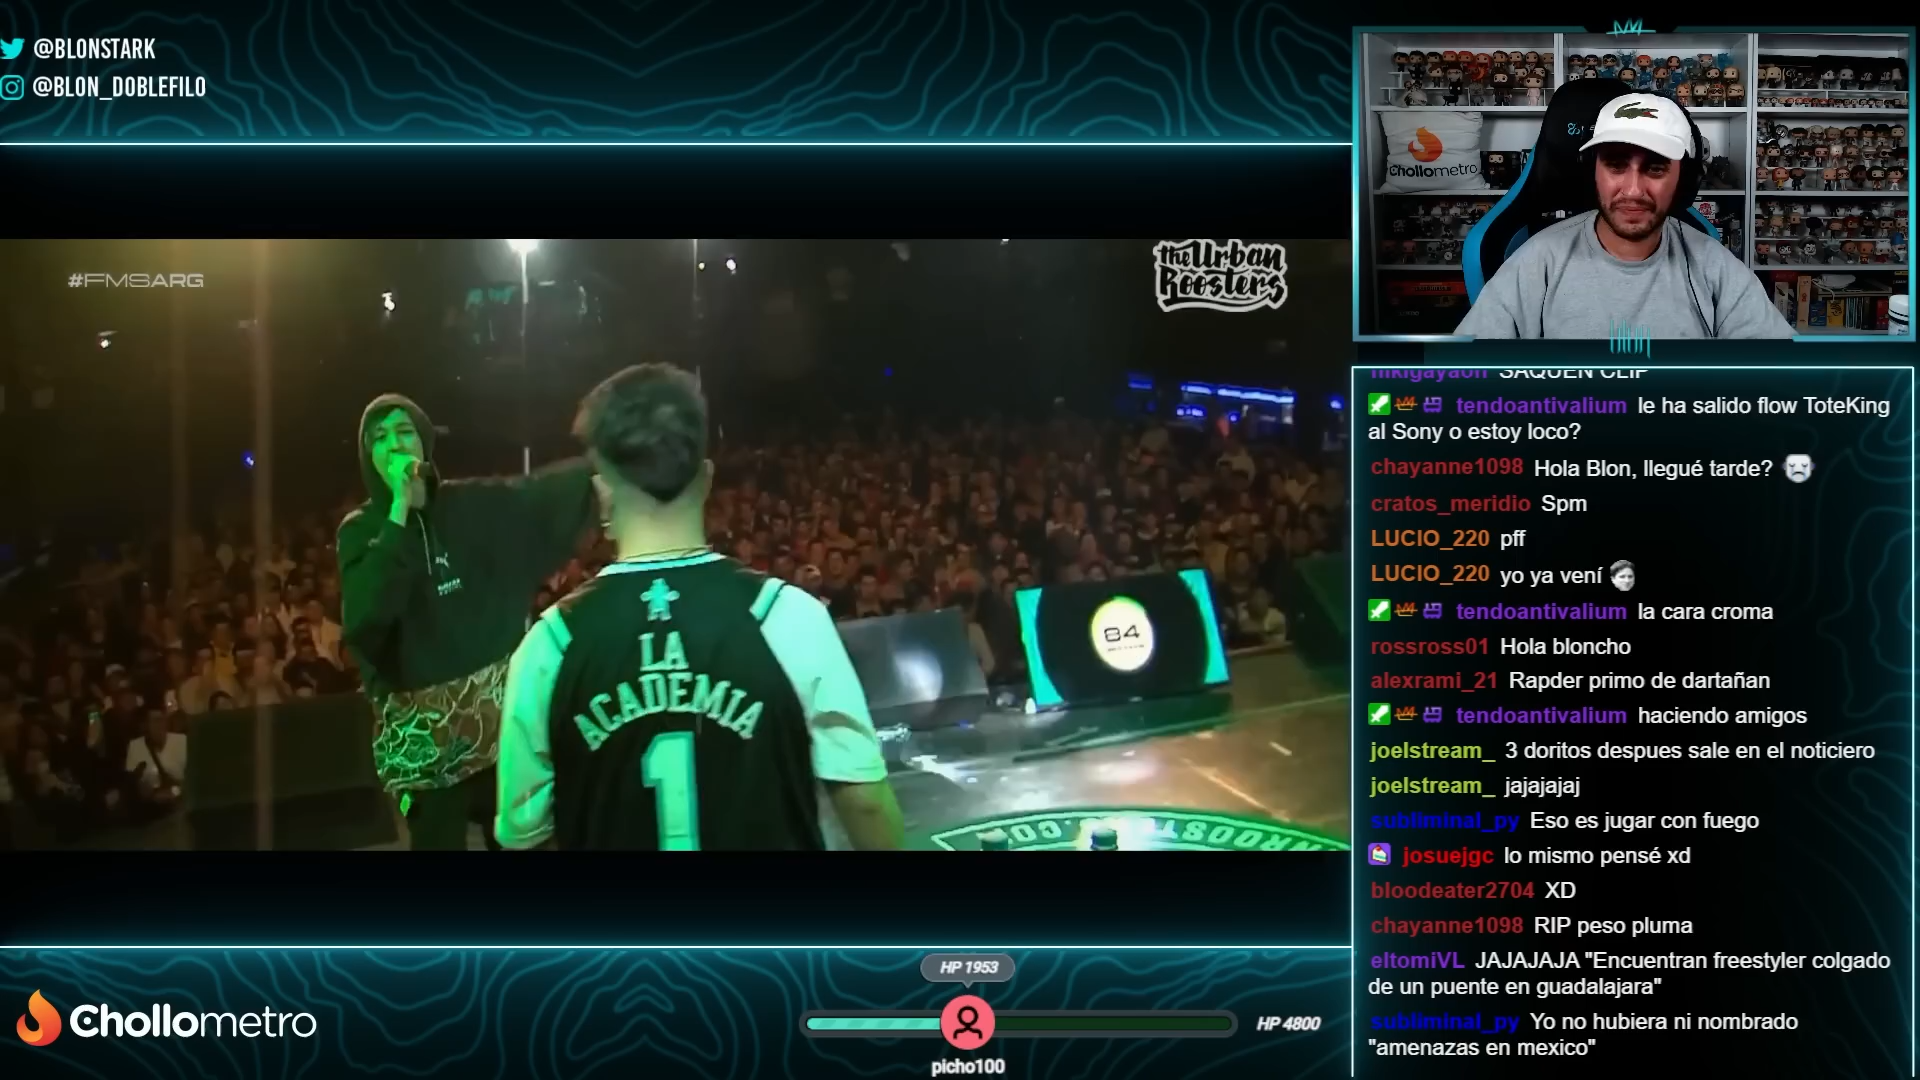 @BLONSTARK
@BLON_DOBLEFILO
#FMSARG
the Urban
Roosters
84
LA
ACADEMIA
1
Chollometro
HP 1953
HP 4800
picho100
Chollometro
nikigayaon SAQUEN CLIP
tendoantivalium le ha salido flow ToteKing
al Sony o estoy loco?
chayanne1098 Hola Blon, llegué tarde?
cratos_meridio Spm
LUCIO_220 pff
LUCIO_220 yo ya vení
tendoantivalium la cara croma
rossross01 Hola bloncho
alexrami_21 Rapder primo de dartañan
tendoantivalium haciendo amigos
joelstream_ 3 doritos despues sale en el noticiero
joelstream_ jajajajaj
subliminal_py Eso es jugar con fuego
josuejgc lo mismo pensé xd
bloodeater2704 XD
chayanne1098 RIP peso pluma
eltomiVL JAJAJAJA "Encuentran freestyler colgado
de un puente en guadalajara"
subliminal_py Yo no hubiera ni nombrado
"amenazas en mexico"